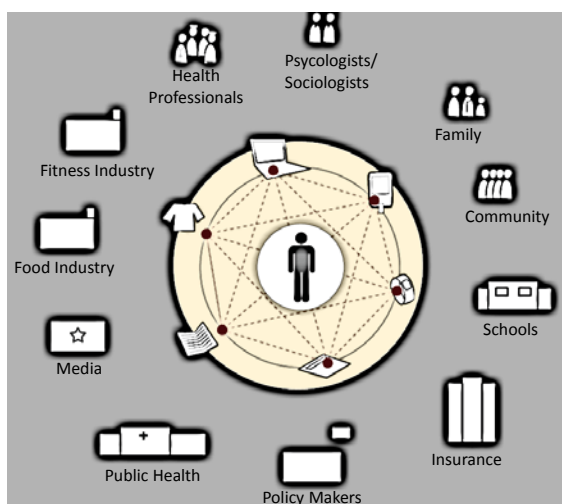 Health
Professionals
Psycologists/
Sociologists
Family
Community
Schools
Insurance
Policy Makers
Public Health
Media
Food Industry
Fitness Industry